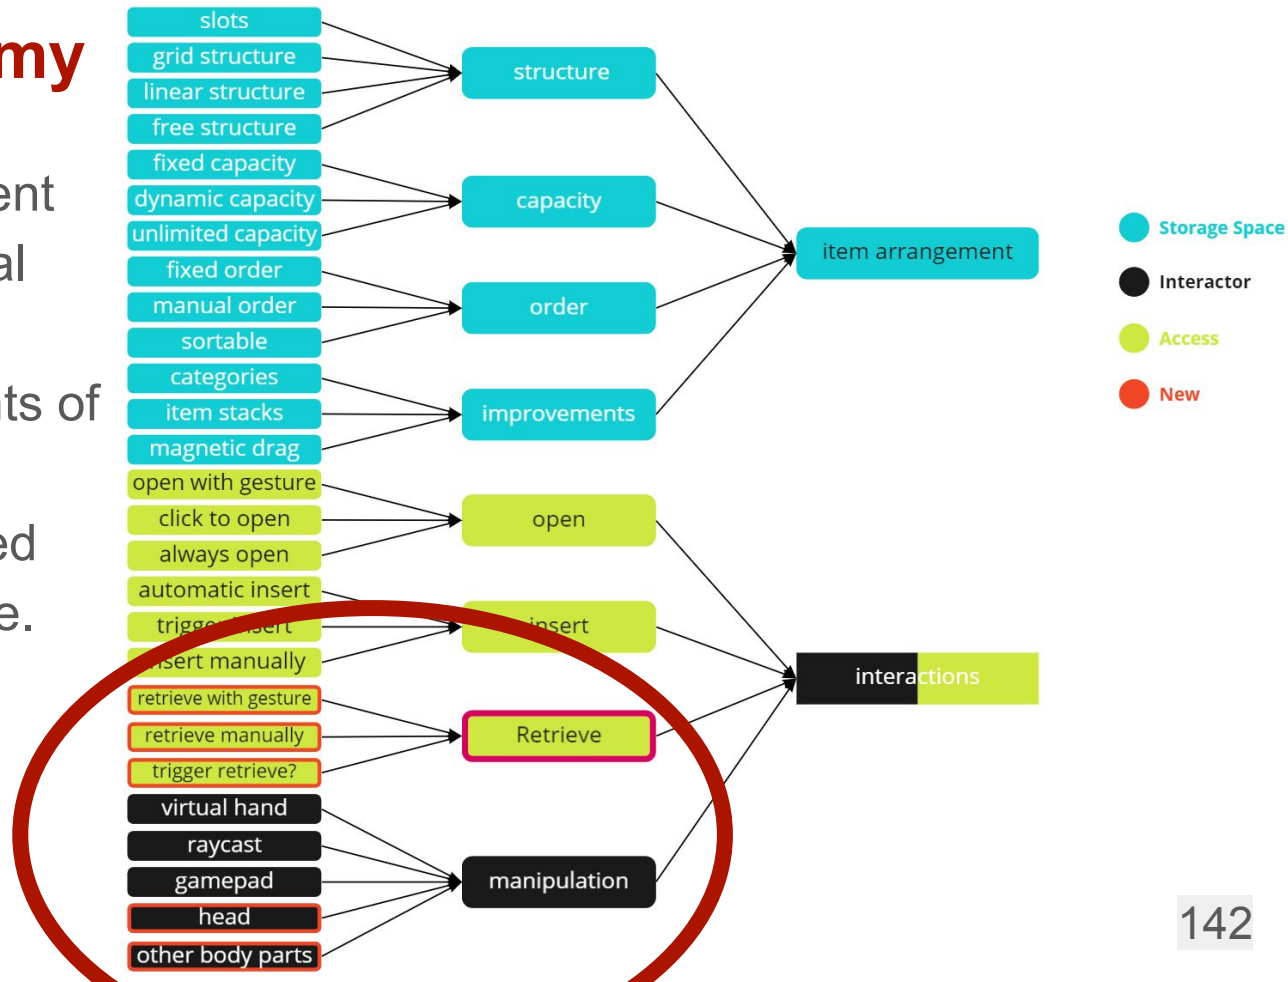 my
ent
al
ts of
ed
e.
slots
grid structure
linear structure
free structure
fixed capacity
dynamic capacity
unlimited capacity
fixed order
manual order
sortable
categories
item stacks
magnetic drag
open with gesture
click to open
always open
automatic insert
trigger insert
insert manually
retrieve with gesture
retrieve manually
trigger retrieve?
virtual hand
raycast
gamepad
head
other body parts
structure
capacity
order
improvements
open
insert
Retrieve
manipulation
item arrangement
interactions
Storage Space
Interactor
Access
New
142